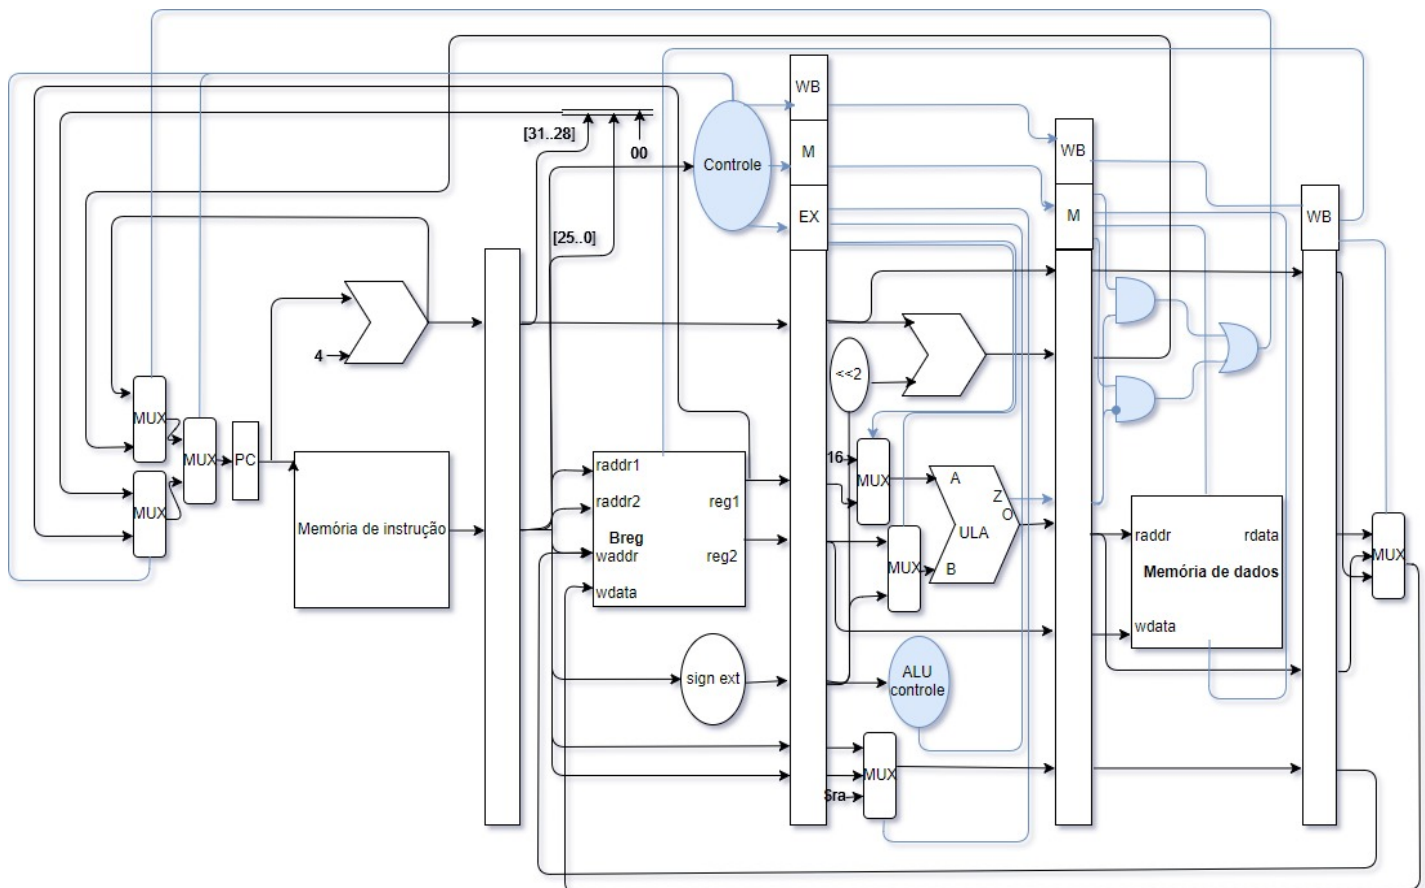 WB
[31..28]
00
Controle
M
WB
EX
M
WB
[25..0]
4
<<2
MUX
MUX
PC
MUX
16
MUX
raddr1
raddr2
Breg
waddr
wdata
reg1
reg2
Memória de instrução
A
Z
O
ULA
B
MUX
raddr
rdata
Memória de dados
wdata
MUX
sign ext
ALU
controle
MUX
$ra